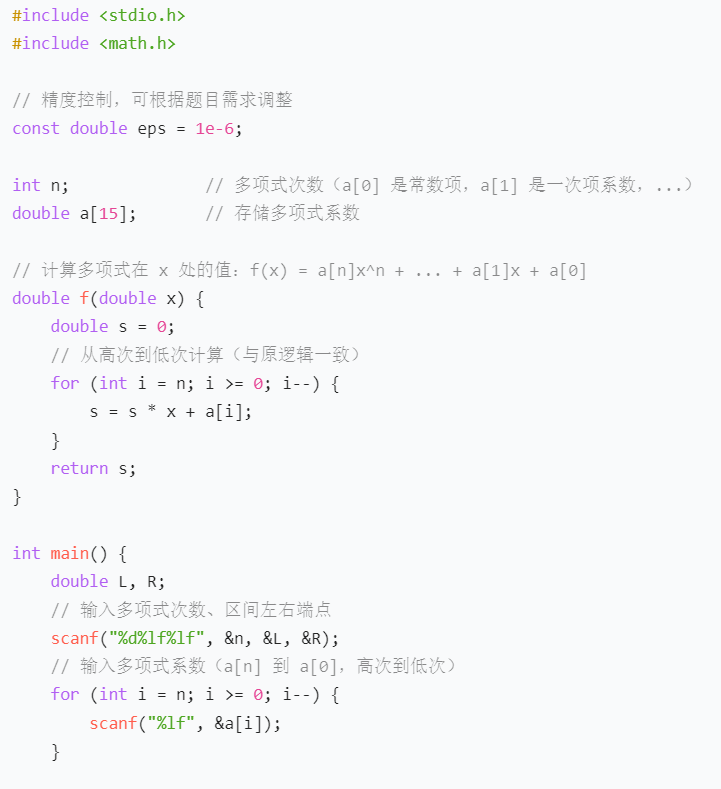 #include <stdio.h>
#include <math.h>
// 精度控制，可根据题目需求调整
const double eps = 1e-6;
int n;              // 多项式次数（a[0] 是常数项，a[1] 是一次项系数，...）
double a[15];       // 存储多项式系数
// 计算多项式在 x 处的值：f(x) = a[n]x^n + ... + a[1]x + a[0]
double f(double x) {
    double s = 0;
    // 从高次到低次计算（与原逻辑一致）
    for (int i = n; i >= 0; i--) {
        s = s * x + a[i];
    }
    return s;
}
int main() {
    double L, R;
    // 输入多项式次数、区间左右端点
    scanf("%d%lf%lf", &n, &L, &R);
    // 输入多项式系数（a[n] 到 a[0]，高次到低次）
    for (int i = n; i >= 0; i--) {
        scanf("%lf", &a[i]);
    }